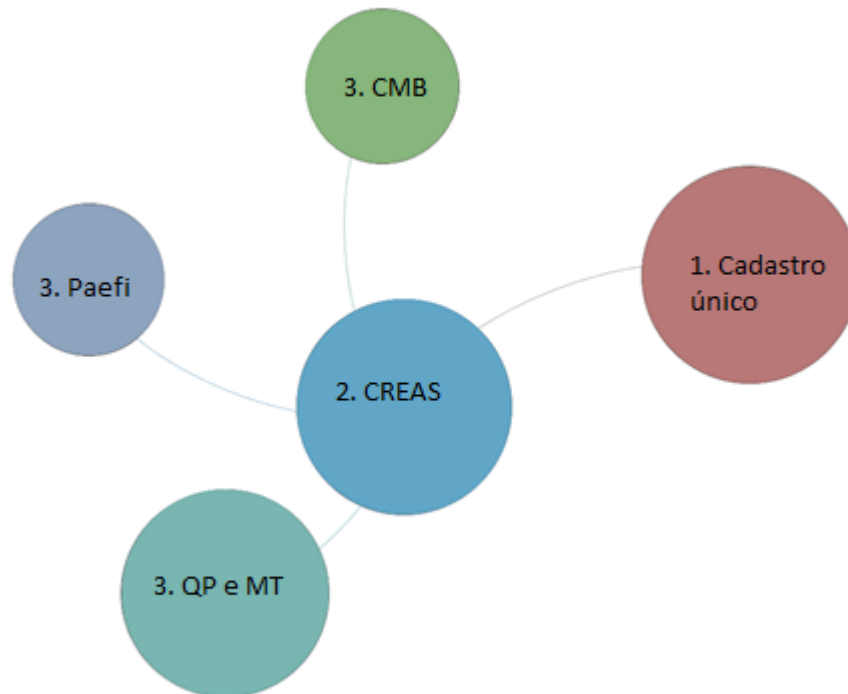 3. CMB
1. Cadastro
único
3. Paefi
2. CREAS
3. QP e MT